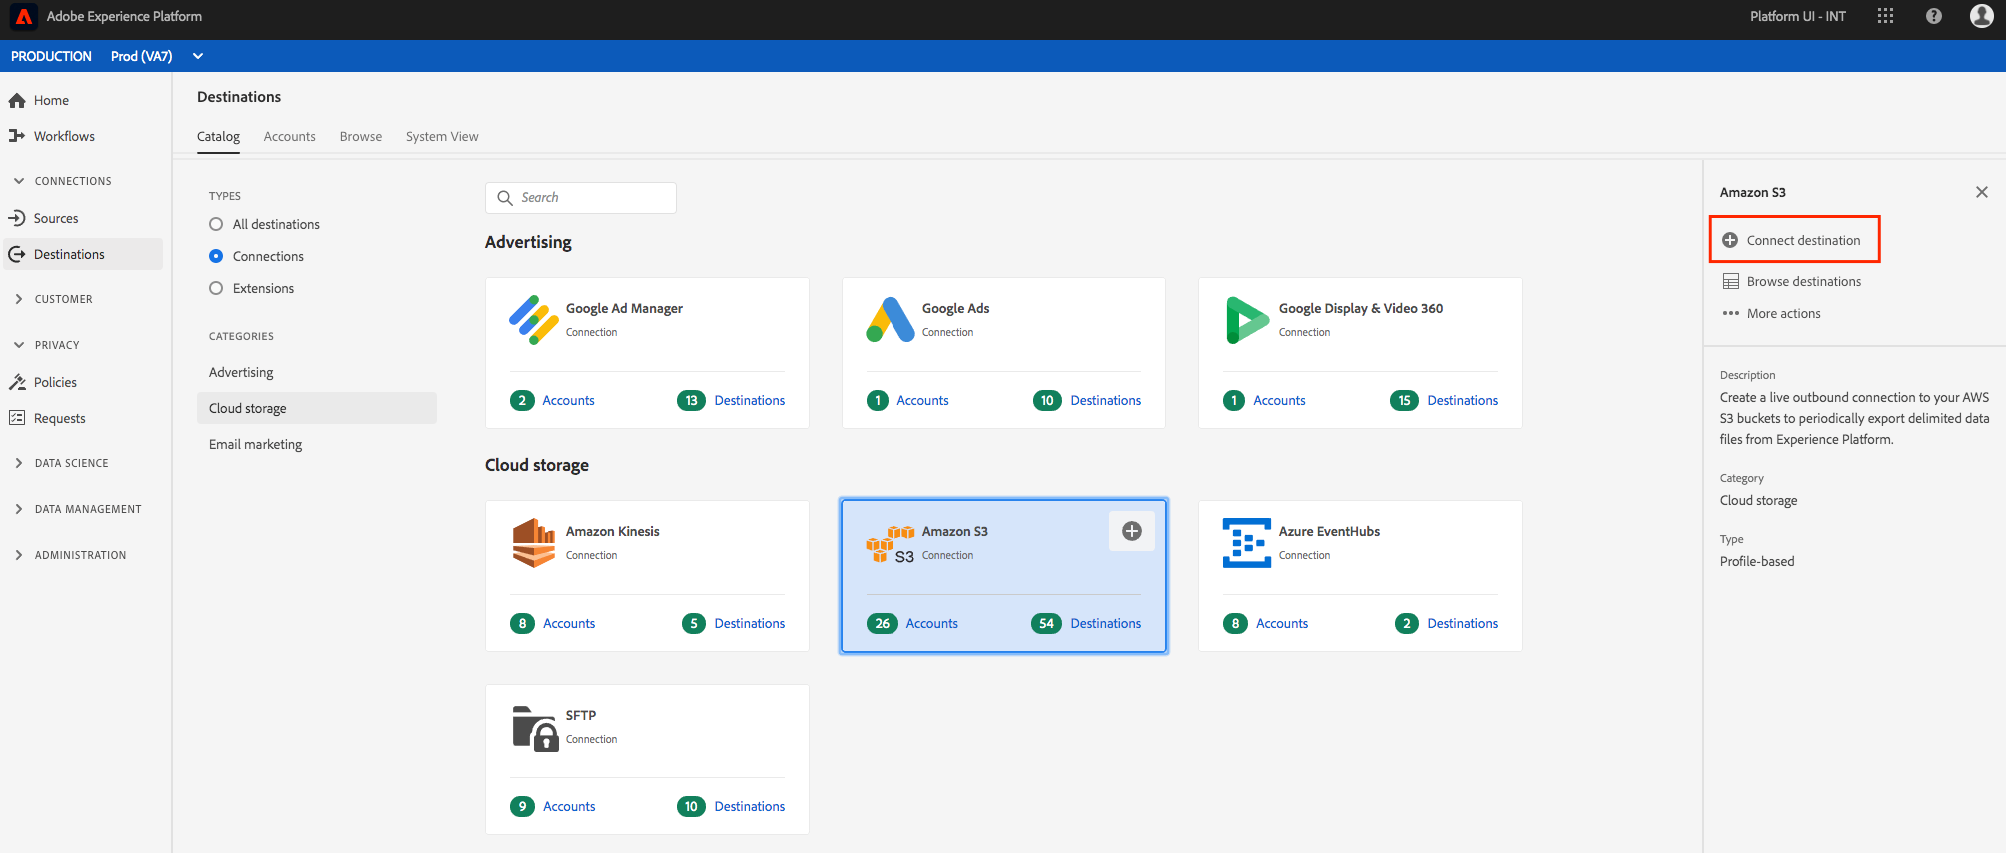 Adobe Experience Platform
Platform UI - INT
PRODUCTION Prod (VA7)
Home
Workflows
CONNECTIONS
Sources
Destinations
CUSTOMER
PRIVACY
Policies
Requests
DATA SCIENCE
DATA MANAGEMENT
ADMINISTRATION
Destinations
Catalog Accounts Browse System View
TYPES
All destinations
Connections
Extensions
CATEGORIES
Advertising
Cloud storage
Email marketing
Search
Advertising
Google Ad Manager
Connection
2 Accounts 13 Destinations
Google Ads
Connection
1 Accounts 10 Destinations
Google Display & Video 360
Connection
1 Accounts 15 Destinations
Cloud storage
Amazon Kinesis
Connection
8 Accounts 5 Destinations
S3
Amazon S3
Connection
26 Accounts 54 Destinations
Azure EventHubs
Connection
8 Accounts 2 Destinations
SFTP
Connection
9 Accounts 10 Destinations
Amazon S3
Connect destination
Browse destinations
More actions
Description
Create a live outbound connection to your AWS
S3 buckets to periodically export delimited data
files from Experience Platform.
Category
Cloud storage
Type
Profile-based